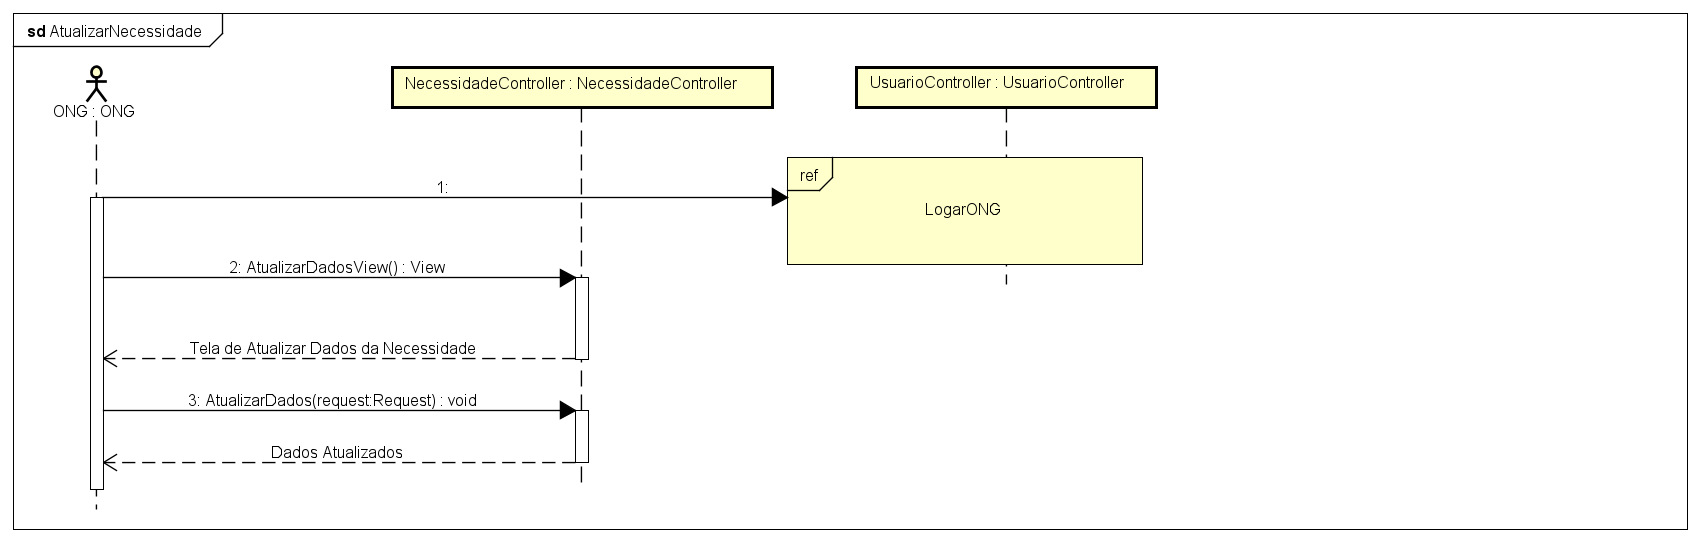 sd AtualizarNecessidade
ONG : ONG
NecessidadeController : NecessidadeController
UsuarioController : UsuarioController
ref
1:
LogarONG
2: AtualizarDadosView() : View
Tela de Atualizar Dados da Necessidade
3: AtualizarDados(request:Request) : void
Dados Atualizados